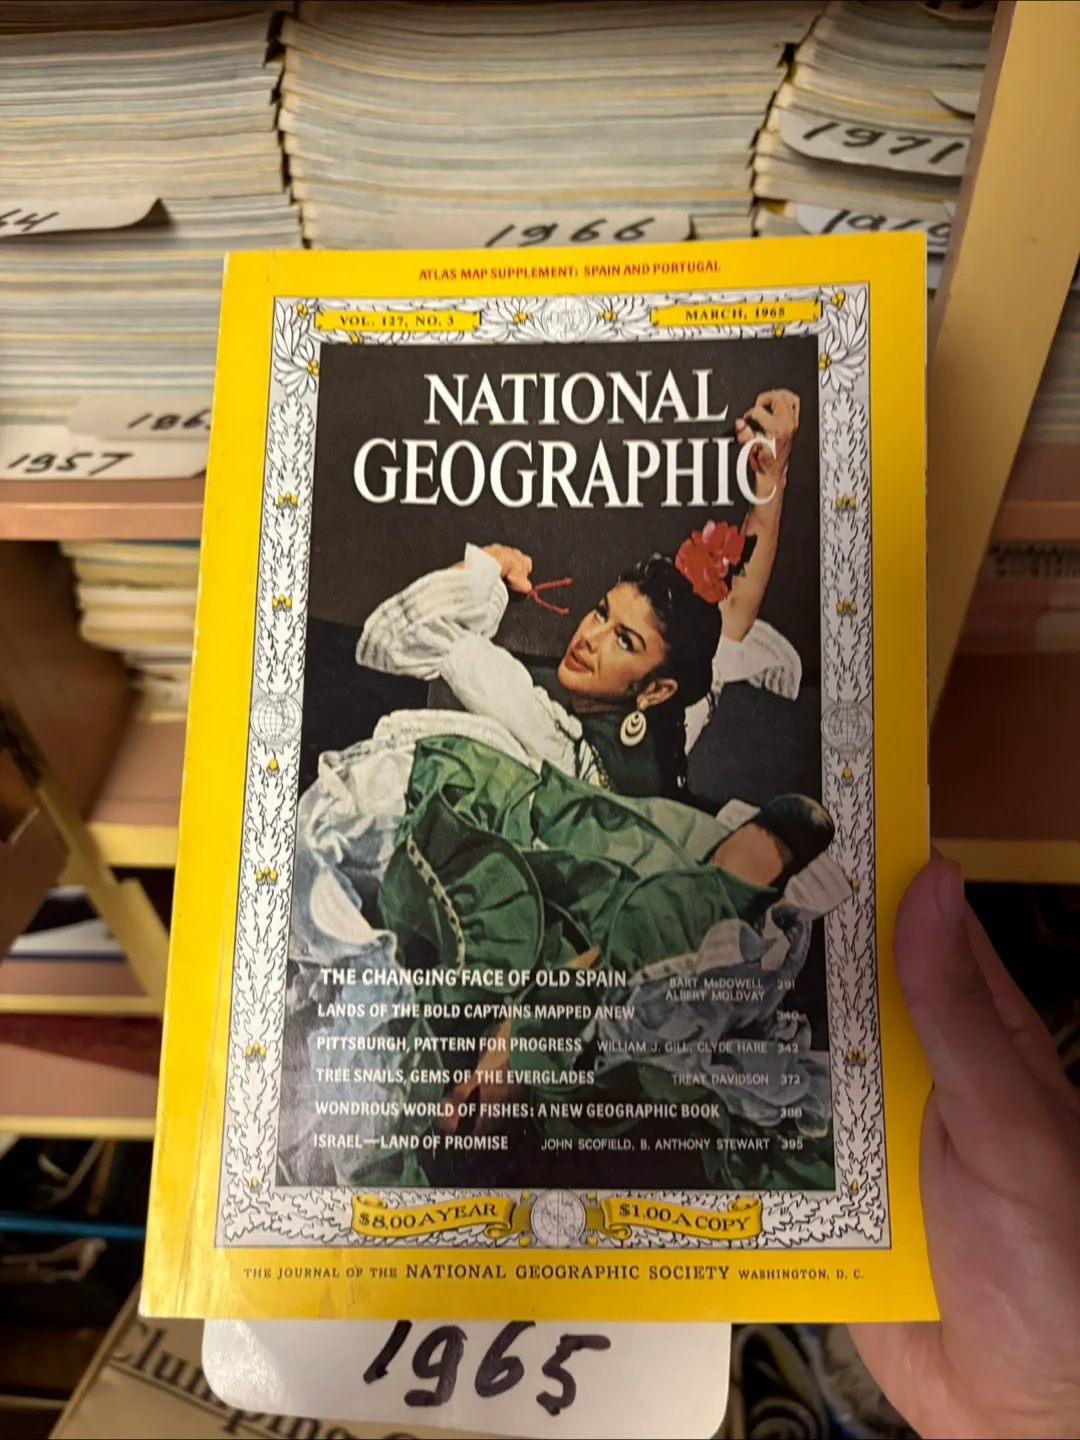 1971
64
1966
ATLAS MAP SUPPLEMENT: SPAIN AND PORTUGAL
VOL. 127, NO. 3
MARCH, 1965
NATIONAL
GEOGRAPHIC
1957
THE CHANGING FACE OF OLD SPAIN BART McDOWELL 291
ALBERT MOLDVAY
LANDS OF THE BOLD CAPTAINS MAPPED ANEW 340
PITTSBURGH, PATTERN FOR PROGRESS WILLIAM J. GILL, CLYDE HARE 342
TREE SNAILS, GEMS OF THE EVERGLADES TREAT DAVIDSON 372
WONDROUS WORLD OF FISHES: A NEW GEOGRAPHIC BOOK 388
ISRAEL—LAND OF PROMISE JOHN SCOFIELD, B. ANTHONY STEWART 395
$8.00 A YEAR
$1.00 A COPY
THE JOURNAL OF THE NATIONAL GEOGRAPHIC SOCIETY WASHINGTON, D. C.
1965